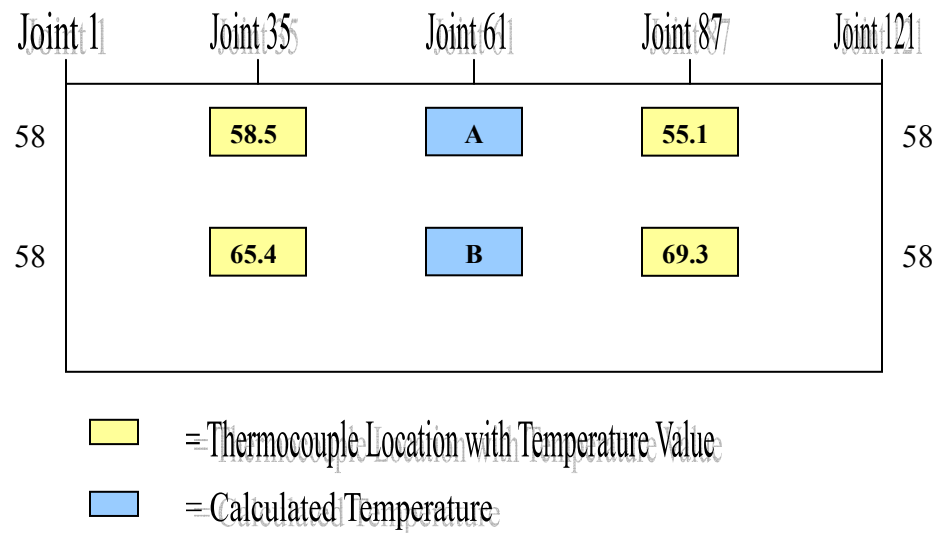 Joint 1 Joint 35 Joint 61 Joint 87 Joint 121
58 58.5 A 55.1 58
58 65.4 B 69.3 58
= Thermocouple Location with Temperature Value
= Calculated Temperature